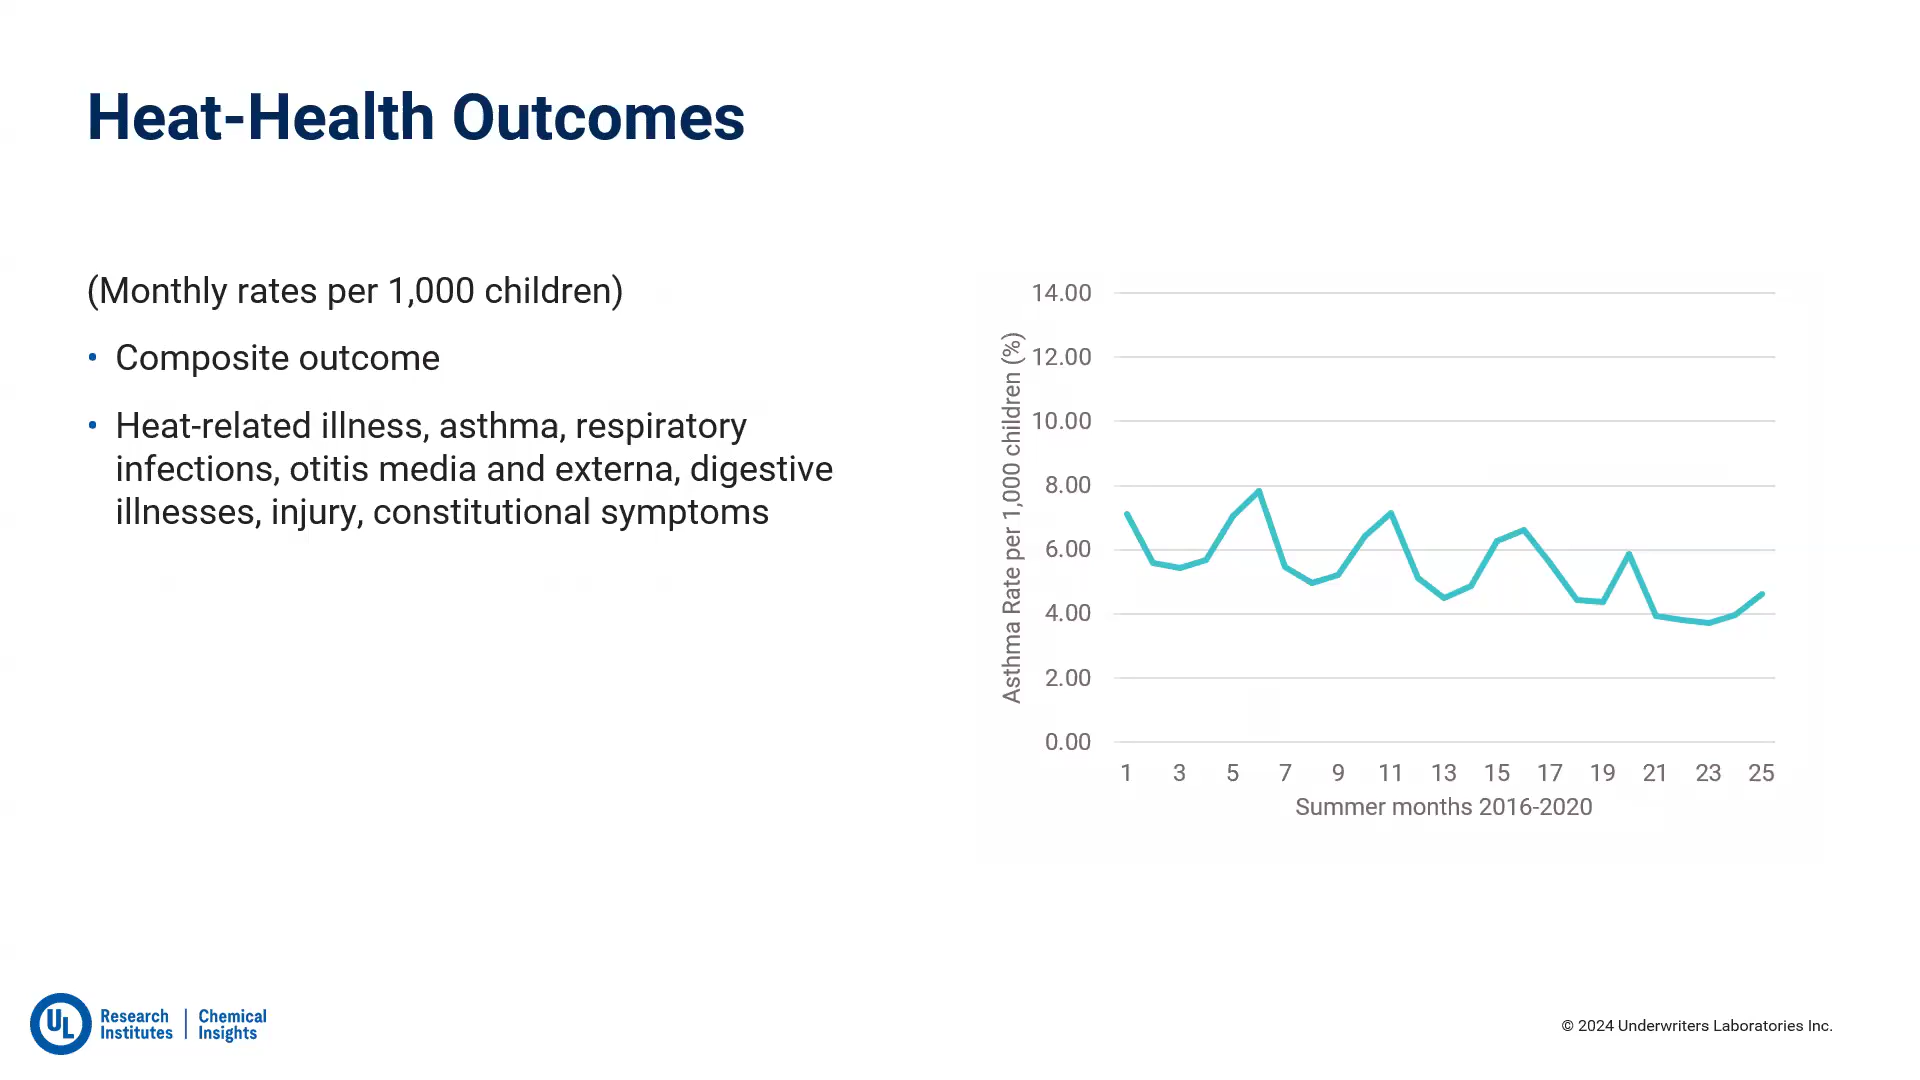 Heat-Health Outcomes
(Monthly rates per 1,000 children)
• Composite outcome
• Heat-related illness, asthma, respiratory
infections, otitis media and externa, digestive
illnesses, injury, constitutional symptoms
Asthma Rate per 1,000 children (%)
14.00
12.00
10.00
8.00
6.00
4.00
2.00
0.00
1 3 5 7 9 11 13 15 17 19 21 23 25
Summer months 2016-2020
UL
Research
Institutes
Chemical
Insights
© 2024 Underwriters Laboratories Inc.